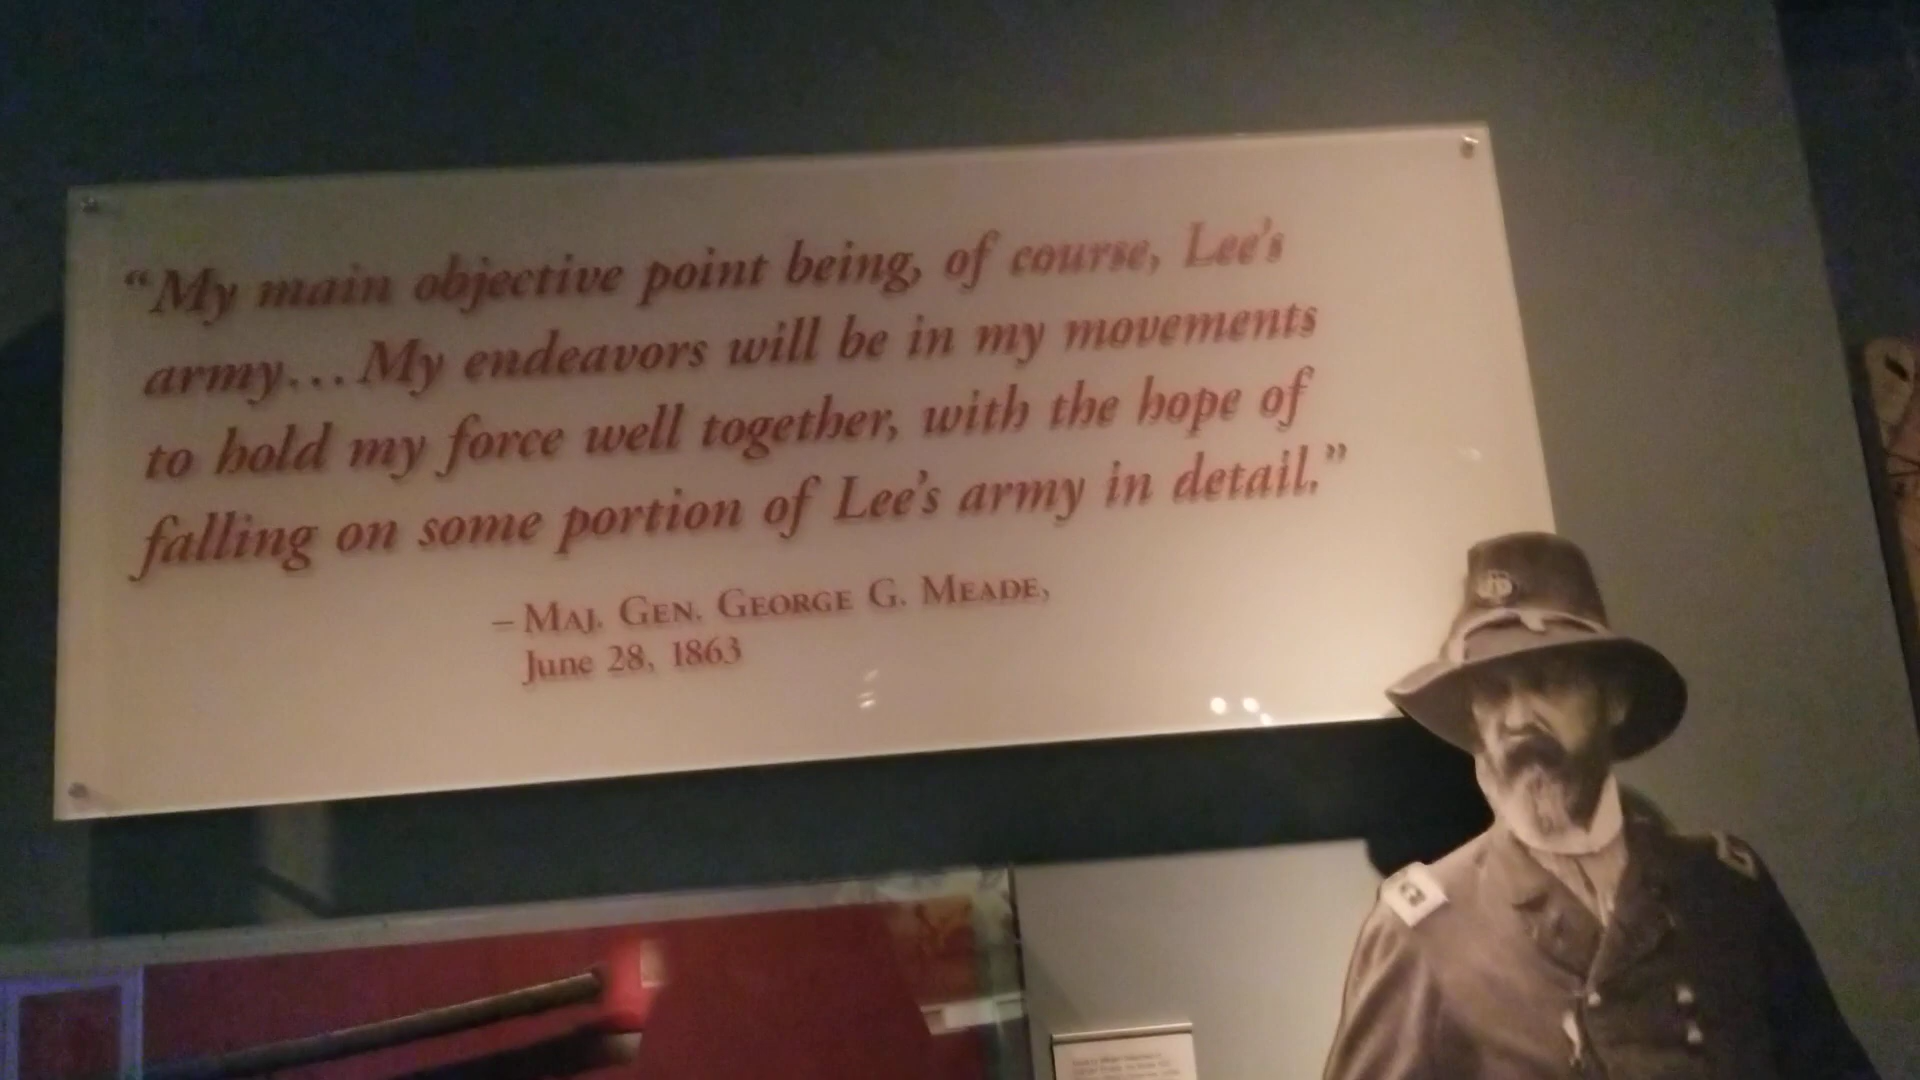 “My main objective point being, of course, Lee’s
army...My endeavors will be in my movements
to hold my force well together, with the hope of
falling on some portion of Lee’s army in detail.”
– Maj. Gen. George G. Meade,
June 28, 1863